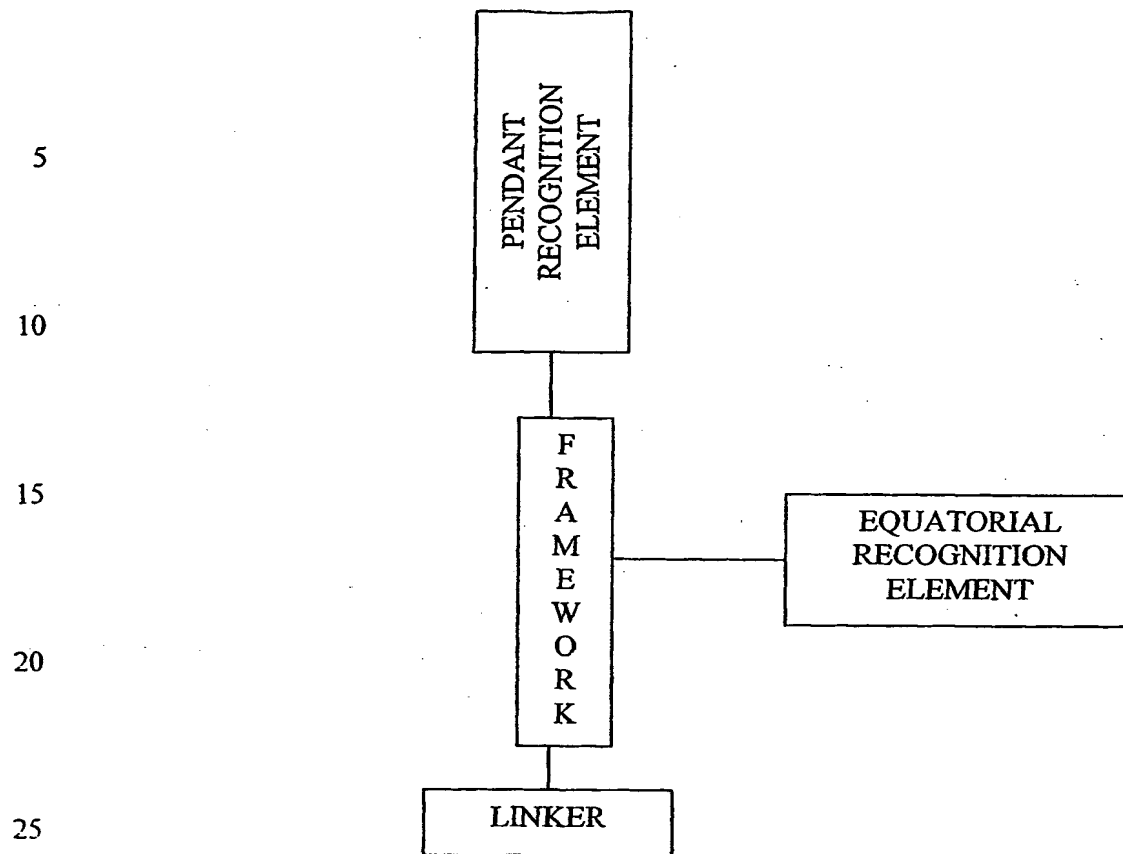 PENDANT
RECOGNITION
ELEMENT
5
10
F
R
A
M
E
W
O
R
K
15
EQUATORIAL
RECOGNITION
ELEMENT
20
LINKER
25